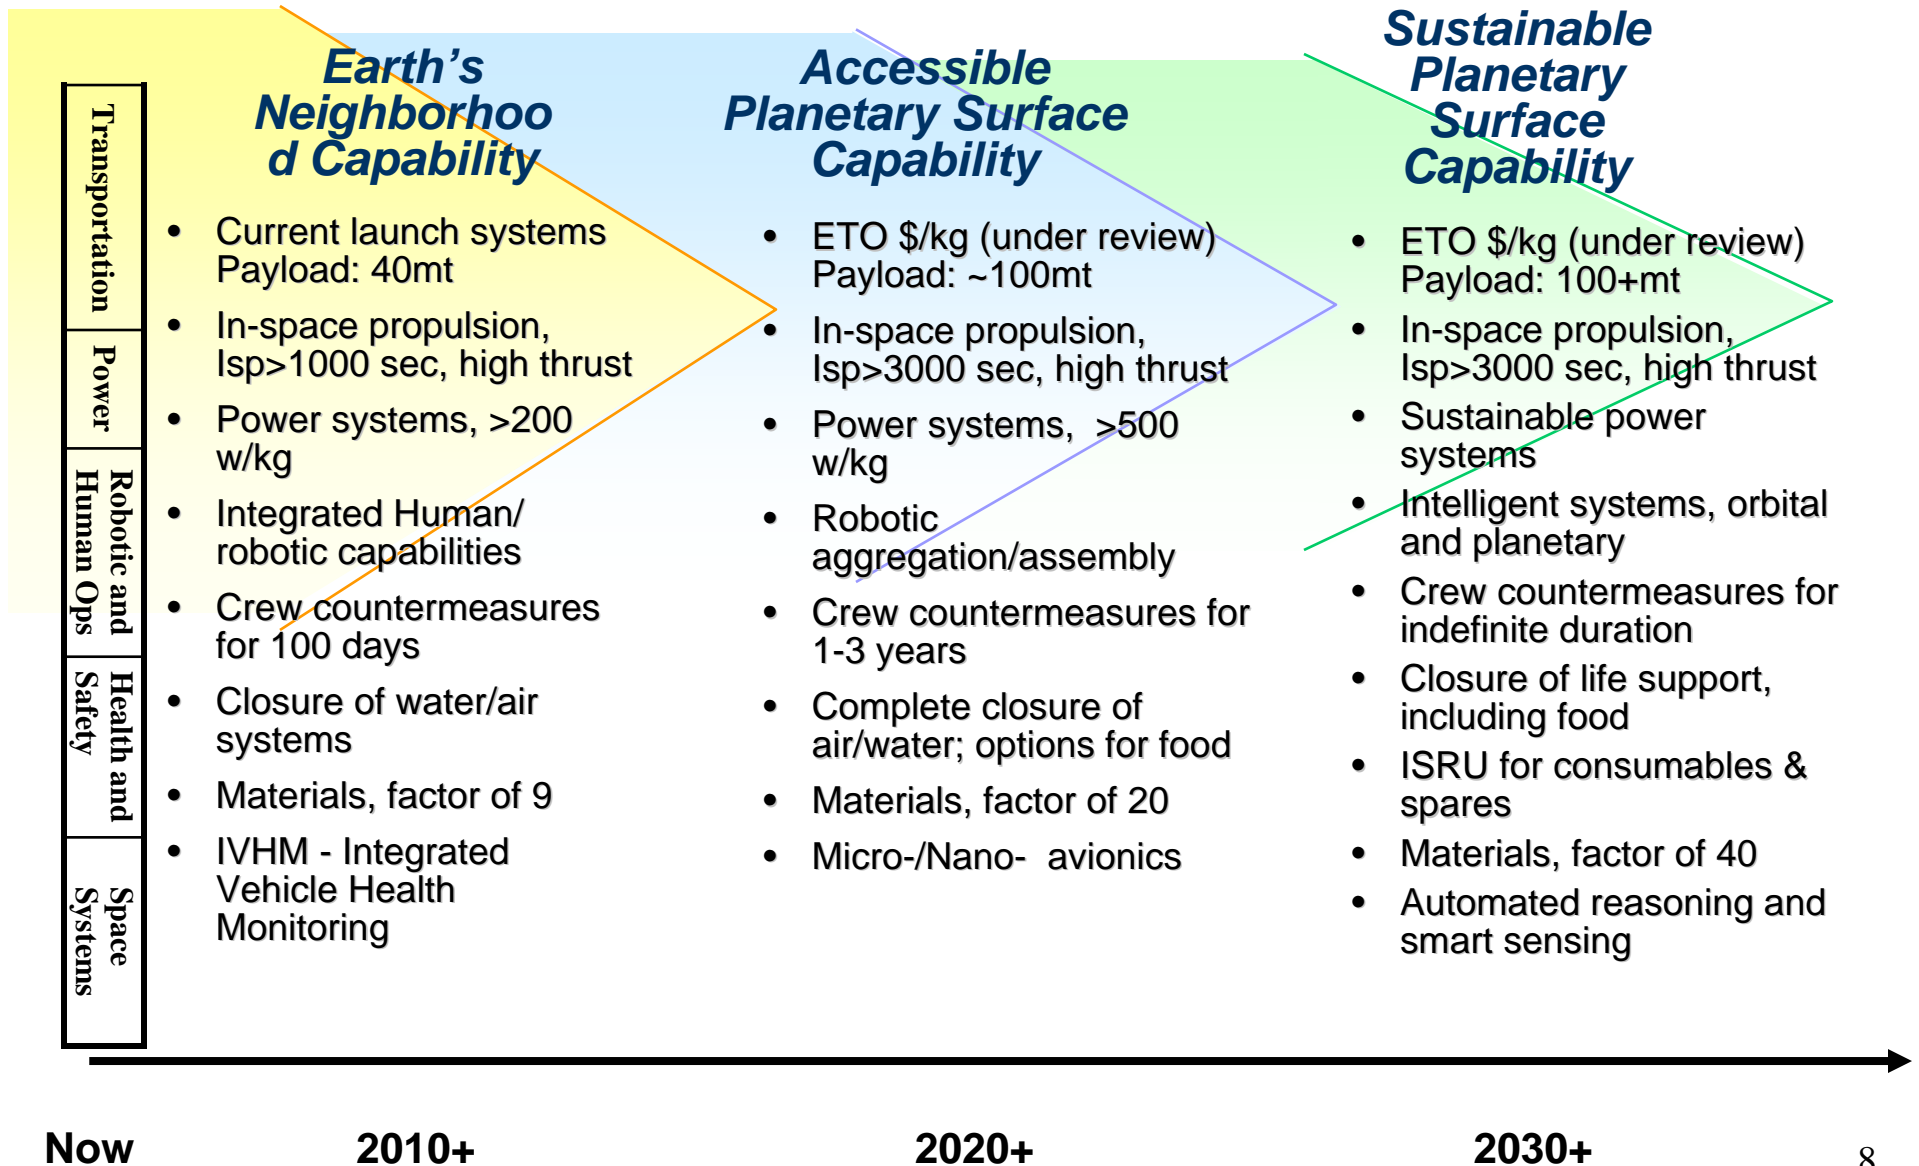 Transportation
Power
Robotic and
Human Ops
Health and
Safety
Space
Systems
Earth's
Neighborhoo
d Capability
• Current launch systems
Payload: 40mt
• In-space propulsion,
Isp>1000 sec, high thrust
• Power systems, >200
w/kg
• Integrated Human/
robotic capabilities
• Crew countermeasures
for 100 days
• Closure of water/air
systems
• Materials, factor of 9
• IVHM - Integrated
Vehicle Health
Monitoring
Accessible
Planetary Surface
Capability
• ETO $/kg (under review)
Payload: ~100mt
• In-space propulsion,
Isp>3000 sec, high thrust
• Power systems, >500
w/kg
• Robotic
aggregation/assembly
• Crew countermeasures for
1-3 years
• Complete closure of
air/water; options for food
• Materials, factor of 20
• Micro-/Nano- avionics
Sustainable
Planetary
Surface
Capability
• ETO $/kg (under review)
Payload: 100+mt
• In-space propulsion,
Isp>3000 sec, high thrust
• Sustainable power
systems
• Intelligent systems, orbital
and planetary
• Crew countermeasures for
indefinite duration
• Closure of life support,
including food
• ISRU for consumables &
spares
• Materials, factor of 40
• Automated reasoning and
smart sensing
Now 2010+ 2020+ 2030+
8